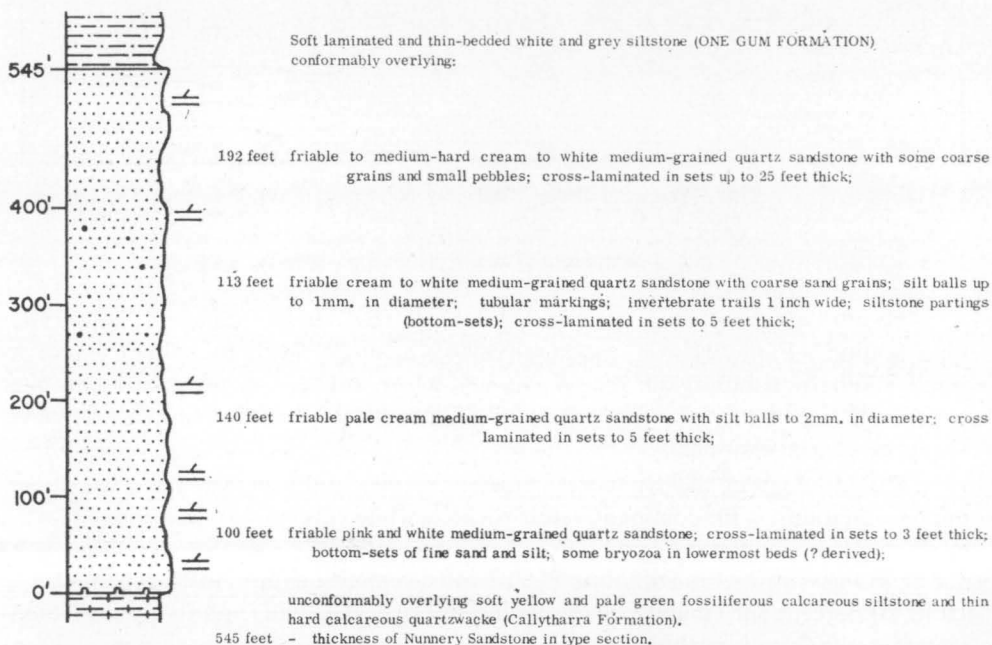 Soft laminated and thin-bedded white and grey siltstone (ONE GUM FORMATION)
conformably overlying:
545'
192 feet friable to medium-hard cream to white medium-grained quartz sandstone with some coarse
grains and small pebbles; cross-laminated in sets up to 25 feet thick;
400'
113 feet friable cream to white medium-grained quartz sandstone with coarse sand grains; silt balls up
to 1mm. in diameter; tubular markings; invertebrate trails 1 inch wide; siltstone partings
(bottom-sets); cross-laminated in sets to 5 feet thick;
300'
200'
140 feet friable pale cream medium-grained quartz sandstone with silt balls to 2mm. in diameter; cross
laminated in sets to 5 feet thick;
100'
100 feet friable pink and white medium-grained quartz sandstone; cross-laminated in sets to 3 feet thick;
bottom-sets of fine sand and silt; some bryozoa in lowermost beds (? derived);
0'
conformably overlying soft yellow and pale green fossiliferous calcareous siltstone and thin
hard calcareous quartzwacke (Callytharra Formation).
545 feet - thickness of Nunnery Sandstone in type section.